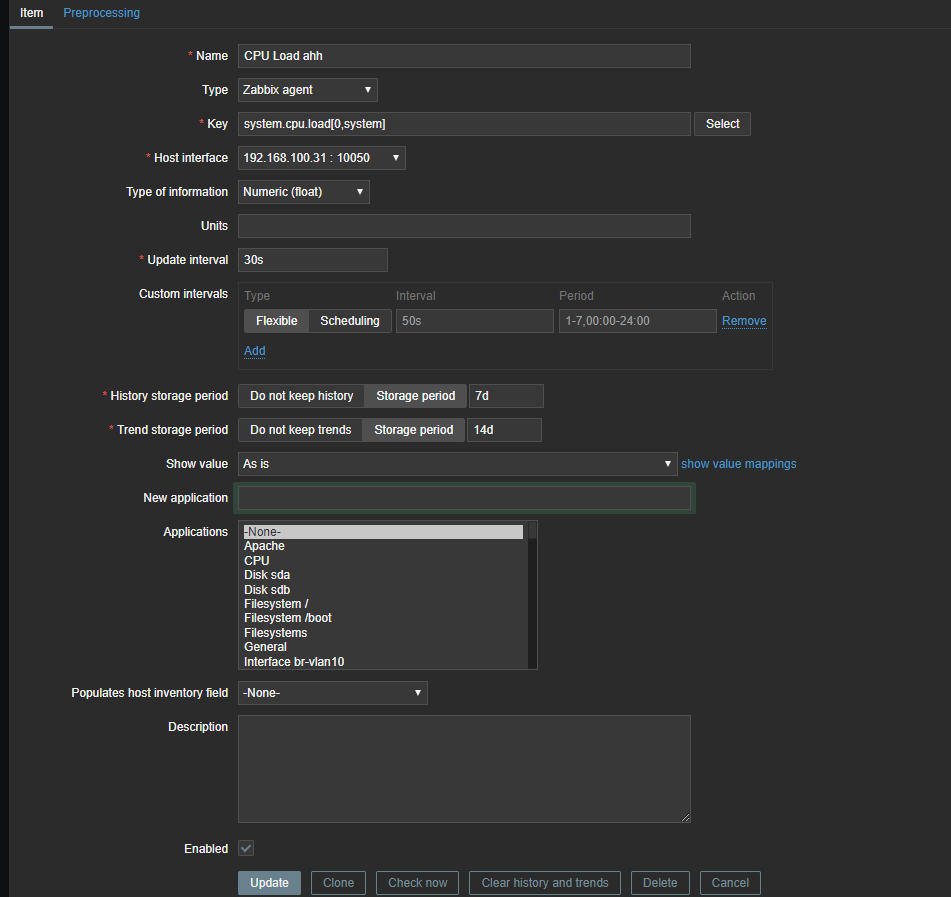 Item Preprocessing
* Name CPU Load ahh
Type Zabbix agent
* Key system.cpu.load[0,system] Select
* Host interface 192.168.100.31 : 10050
Type of information Numeric (float)
Units
* Update interval 30s
Custom intervals Type Interval Period Action
Flexible Scheduling 50s 1-7,00:00-24:00 Remove
Add
* History storage period Do not keep history Storage period 7d
* Trend storage period Do not keep trends Storage period 14d
Show value As is show value mappings
New application
Applications -None-
Apache
CPU
Disk sda
Disk sdb
Filesystem /
Filesystem /boot
Filesystems
General
Interface br-vlan10
Populates host inventory field -None-
Description
Enabled
Update Clone Check now Clear history and trends Delete Cancel